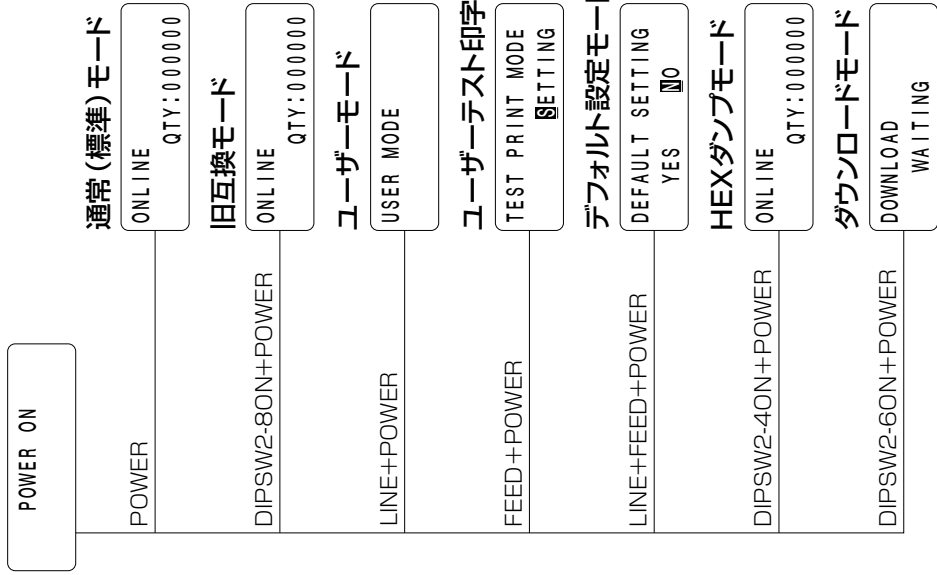 POWER ON
POWER
通常(標準)モード
ONLINE
QTY:000000
DIPSW2-8ON+POWER
旧互換モード
ONLINE
QTY:000000
LINE+POWER
ユーザーモード
USER MODE
FEED+POWER
ユーザーテスト印字
TEST PRINT MODE
SETTING
LINE+FEED+POWER
デフォルト設定モー
DEFAULT SETTING
YES NO
DIPSW2-4ON+POWER
HEXダンプモード
ONLINE
QTY:000000
DIPSW2-6ON+POWER
ダウンロードモード
DOWNLOAD
WAITING